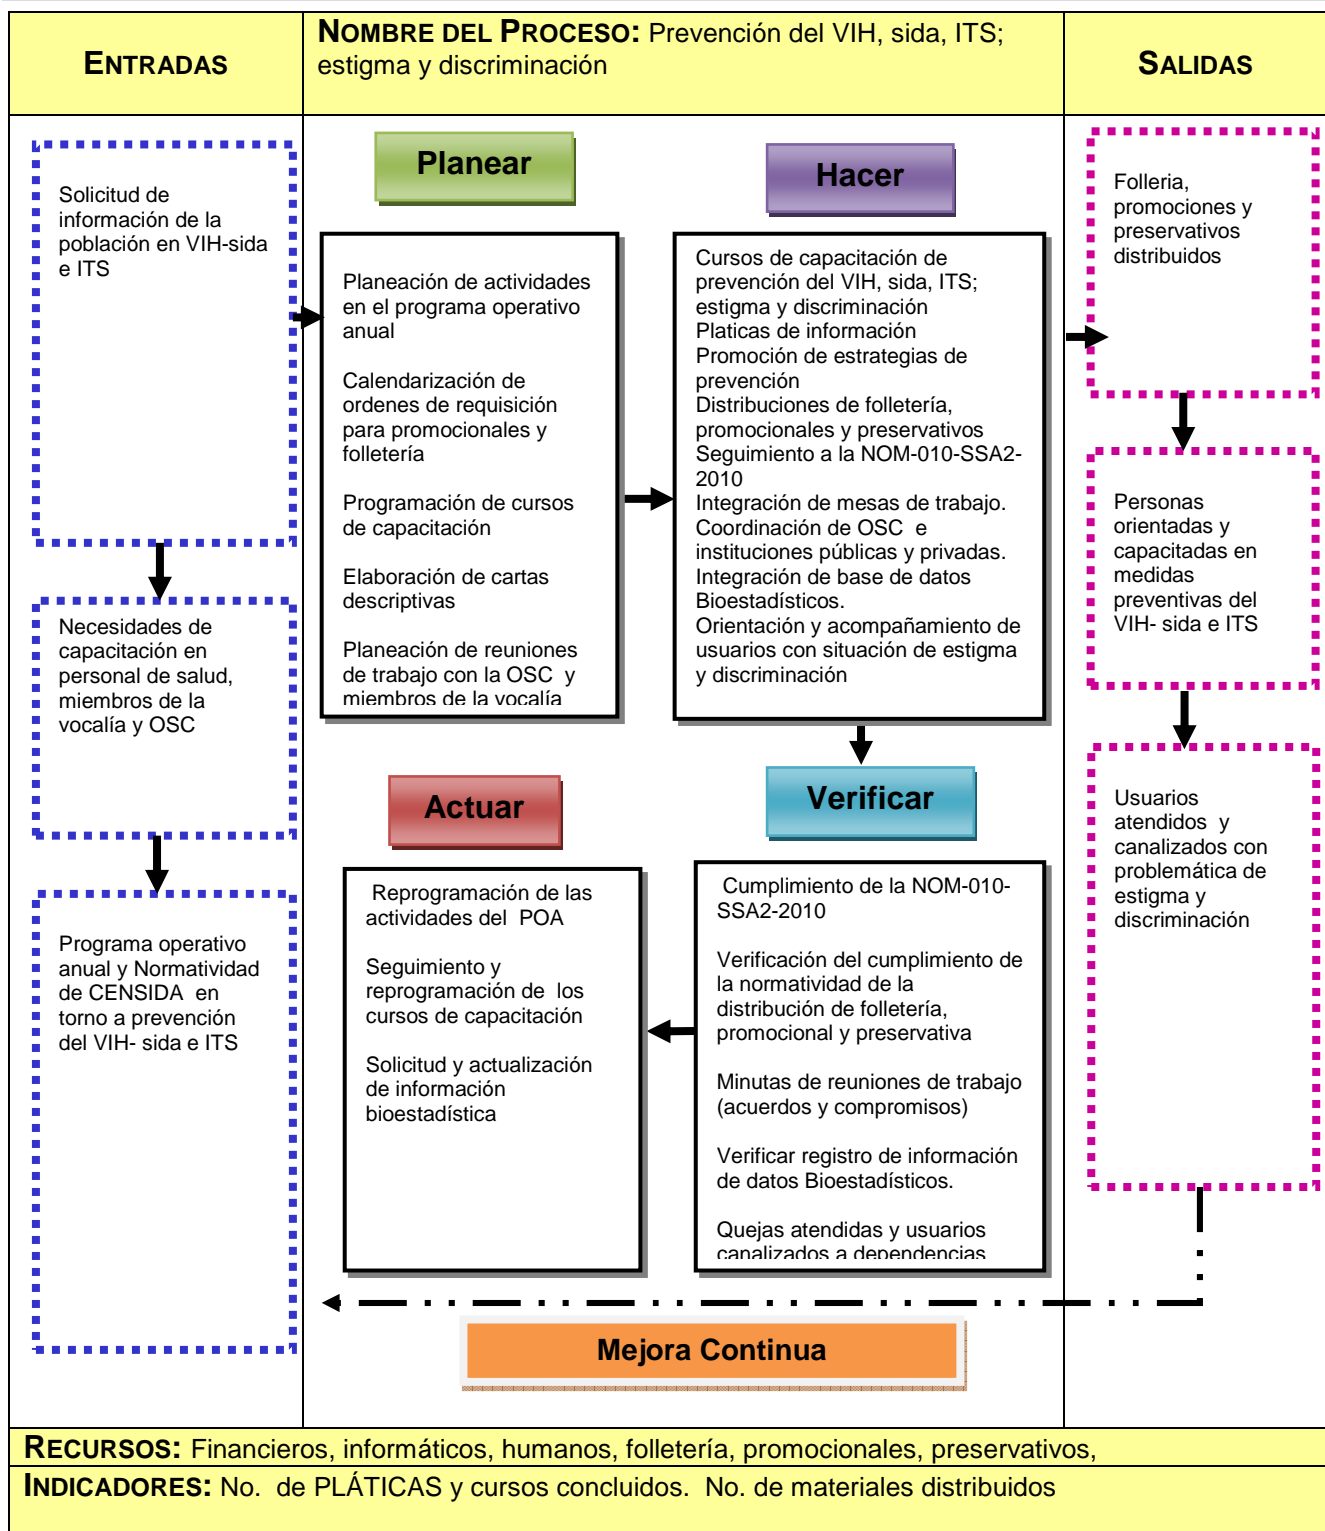 ENTRADAS
NOMBRE DEL PROCESO: Prevención del VIH, sida, ITS;
estigma y discriminación
SALIDAS
Solicitud de
información de la
población en VIH-sida
e ITS
Necesidades de
capacitación en
personal de salud,
miembros de la
vocalía y OSC
Programa operativo
anual y Normatividad
de CENSIDA en
torno a prevención
del VIH- sida e ITS
Planear
Planeación de actividades
en el programa operativo
anual
Calendarización de
ordenes de requisición
para promocionales y
folletería
Programación de cursos
de capacitación
Elaboración de cartas
descriptivas
Planeación de reuniones
de trabajo con la OSC y
miembros de la vocalía
Hacer
Cursos de capacitación de
prevención del VIH, sida, ITS;
estigma y discriminación
Platicas de información
Promoción de estrategias de
prevención
Distribuciones de folletería,
promocionales y preservativos
Seguimiento a la NOM-010-SSA2-
2010
Integración de mesas de trabajo.
Coordinación de OSC e
instituciones públicas y privadas.
Integración de base de datos
Bioestadísticos.
Orientación y acompañamiento de
usuarios con situación de estigma
y discriminación
Verificar
Cumplimiento de la NOM-010-
SSA2-2010
Verificación del cumplimiento de
la normatividad de la
distribución de folletería,
promocional y preservativa
Minutas de reuniones de trabajo
(acuerdos y compromisos)
Verificar registro de información
de datos Bioestadísticos.
Quejas atendidas y usuarios
canalizados a dependencias
Actuar
Reprogramación de las
actividades del POA
Seguimiento y
reprogramación de los
cursos de capacitación
Solicitud y actualización
de información
bioestadística
Folleria,
promociones y
preservativos
distribuidos
Personas
orientadas y
capacitadas en
medidas
preventivas del
VIH- sida e ITS
Usuarios
atendidos y
canalizados con
problemática de
estigma y
discriminación
Mejora Continua
RECURSOS: Financieros, informáticos, humanos, folletería, promocionales, preservativos,
INDICADORES: No. de PLÁTICAS y cursos concluidos. No. de materiales distribuidos